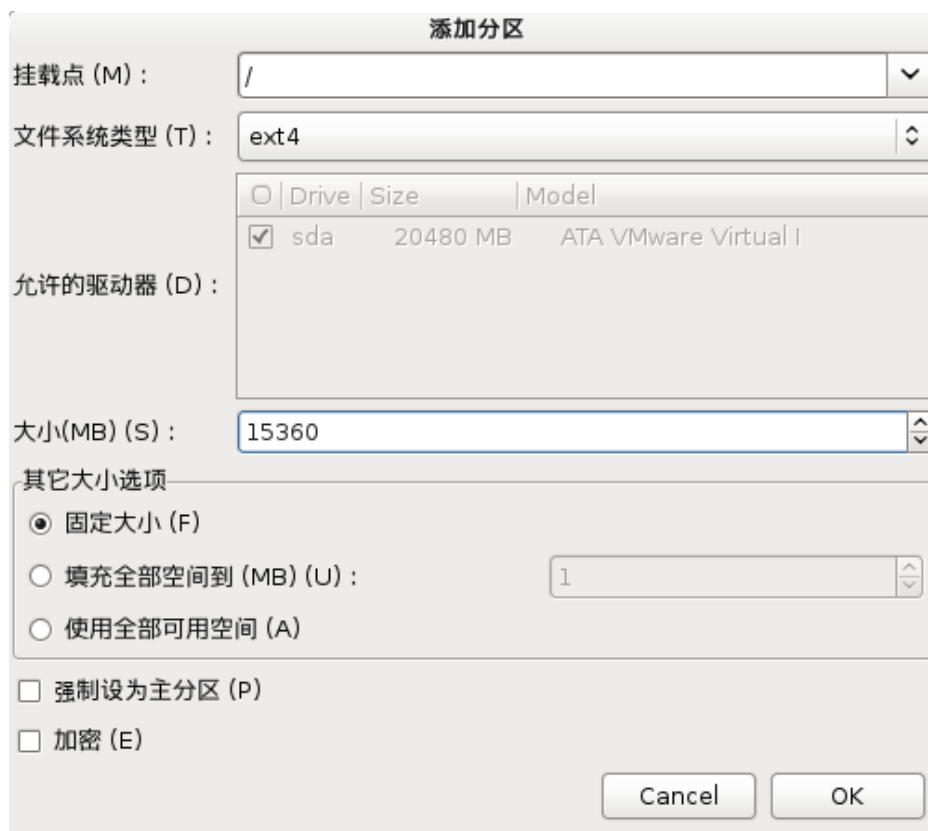 添加分区
挂载点 (M) : /
文件系统类型 (T) : ext4
Drive Size Model
sda 20480 MB ATA VMware Virtual I
允许的驱动器 (D) :
大小(MB) (S) : 15360
其它大小选项
固定大小 (F)
填充全部空间到 (MB) (U) : 1
使用全部可用空间 (A)
强制设为主分区 (P)
加密 (E)
Cancel OK